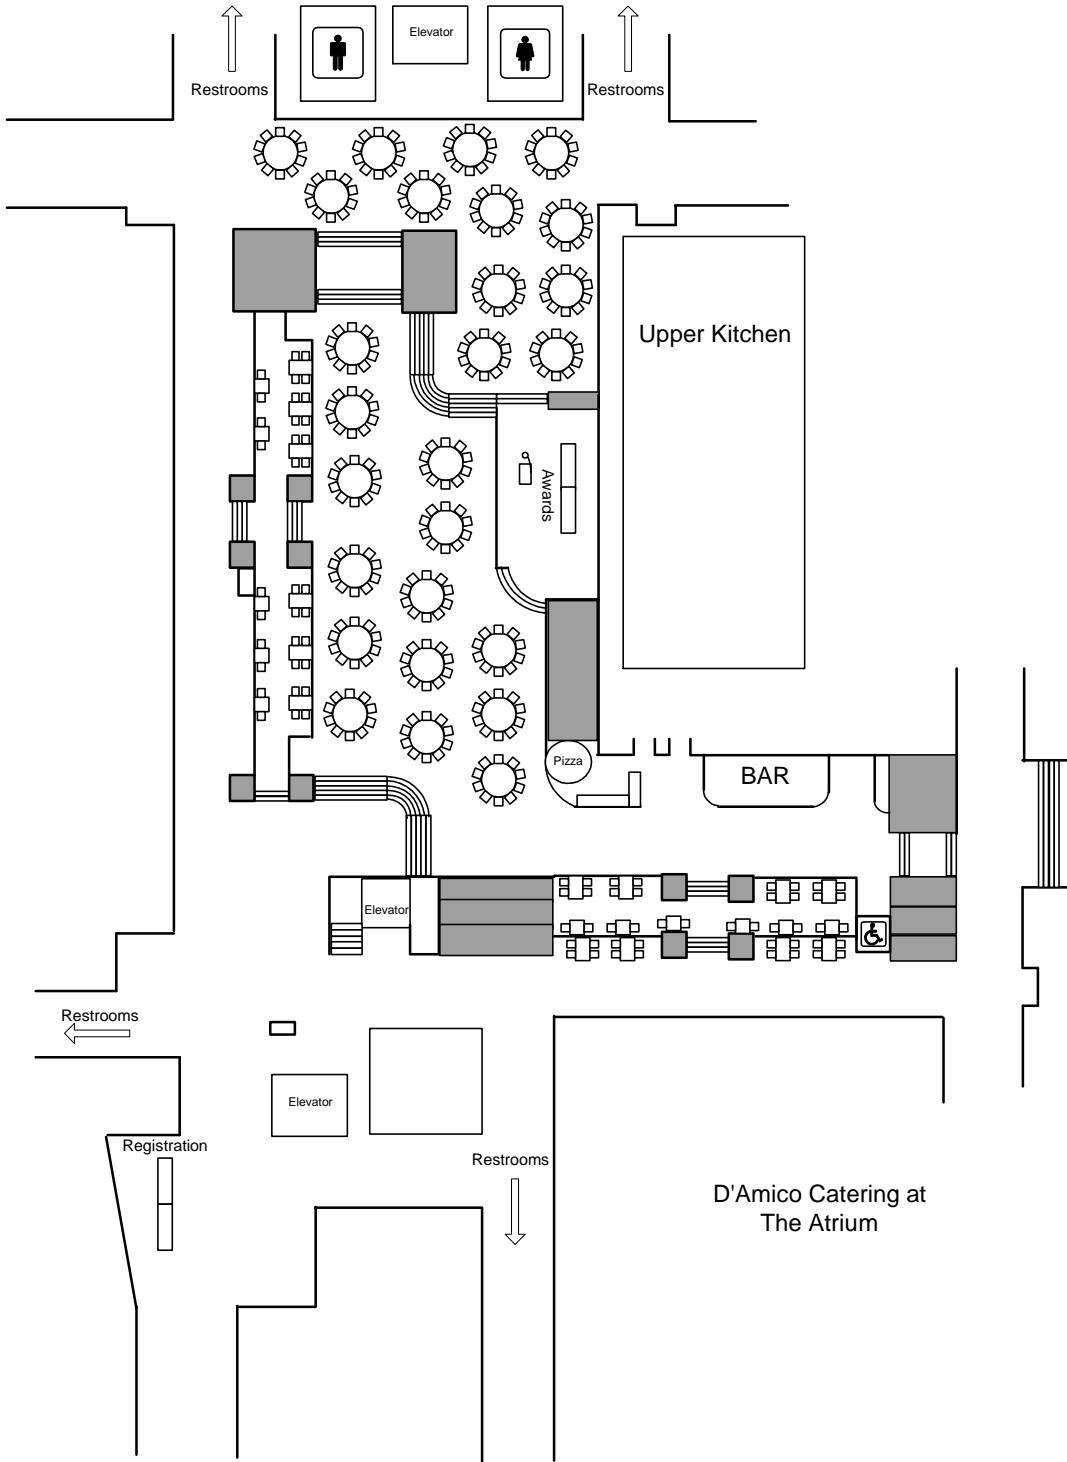 Elevator
Restrooms
Restrooms
Upper Kitchen
Awards
Pizza
BAR
Elevator
Restrooms
Elevator
Registration
Restrooms
D'Amico Catering at
The Atrium